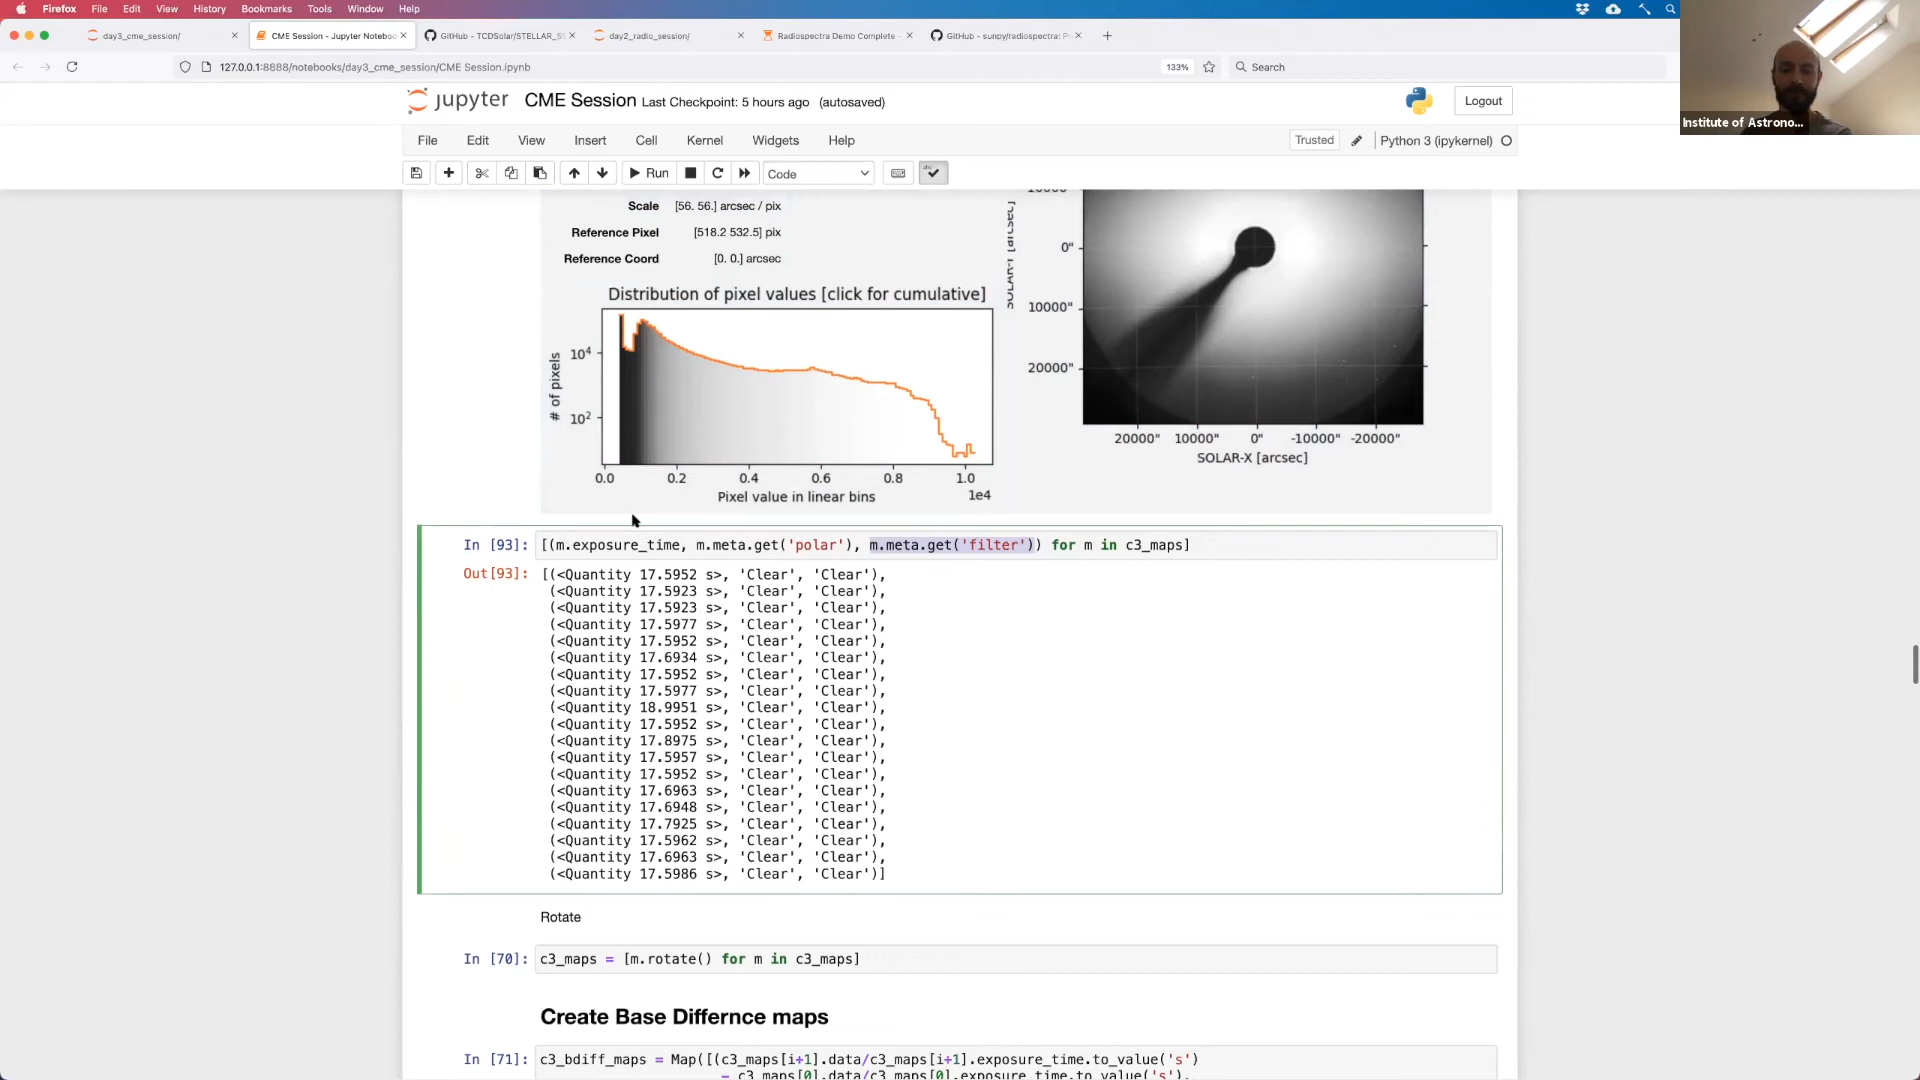 Firefox File Edit View History Bookmarks Tools Window Help
day3_cme_session/ × CME Session - Jupyter Noteboo × GitHub - TCDSolar/STELLAR_S × day2_radio_session/ × Radiospectra Demo Complete - × GitHub - sunpy/radiospectra: P × +
127.0.0.1:8888/notebooks/day3_cme_session/CME Session.ipynb 133% Search
Institute of Astrono...
jupyter CME Session Last Checkpoint: 5 hours ago (autosaved) Logout
File Edit View Insert Cell Kernel Widgets Help Trusted Python 3 (ipykernel)
Run Code
Scale [56. 56.] arcsec / pix
Reference Pixel [518.2 532.5] pix
Reference Coord [0. 0.] arcsec
Distribution of pixel values [click for cumulative]
# of pixels
10⁴
10²
0.0 0.2 0.4 0.6 0.8 1.0
1e4
Pixel value in linear bins
[arcsec]
0"
10000"
20000"
20000" 10000" 0" -10000" -20000"
SOLAR-X [arcsec]
In [93]: [(m.exposure_time, m.meta.get('polar'), m.meta.get('filter')) for m in c3_maps]
Out[93]: [(<Quantity 17.5952 s>, 'Clear', 'Clear'),
(<Quantity 17.5923 s>, 'Clear', 'Clear'),
(<Quantity 17.5923 s>, 'Clear', 'Clear'),
(<Quantity 17.5977 s>, 'Clear', 'Clear'),
(<Quantity 17.5952 s>, 'Clear', 'Clear'),
(<Quantity 17.6934 s>, 'Clear', 'Clear'),
(<Quantity 17.5952 s>, 'Clear', 'Clear'),
(<Quantity 17.5977 s>, 'Clear', 'Clear'),
(<Quantity 18.9951 s>, 'Clear', 'Clear'),
(<Quantity 17.5952 s>, 'Clear', 'Clear'),
(<Quantity 17.8975 s>, 'Clear', 'Clear'),
(<Quantity 17.5957 s>, 'Clear', 'Clear'),
(<Quantity 17.5952 s>, 'Clear', 'Clear'),
(<Quantity 17.6963 s>, 'Clear', 'Clear'),
(<Quantity 17.6948 s>, 'Clear', 'Clear'),
(<Quantity 17.7925 s>, 'Clear', 'Clear'),
(<Quantity 17.5962 s>, 'Clear', 'Clear'),
(<Quantity 17.6963 s>, 'Clear', 'Clear'),
(<Quantity 17.5986 s>, 'Clear', 'Clear')]
Rotate
In [70]: c3_maps = [m.rotate() for m in c3_maps]
Create Base Differnce maps
In [71]: c3_bdiff_maps = Map([(c3_maps[i+1].data/c3_maps[i+1].exposure_time.to_value('s')
- c3_maps[0].data/c3_maps[0].exposure_time.to_value('s'),